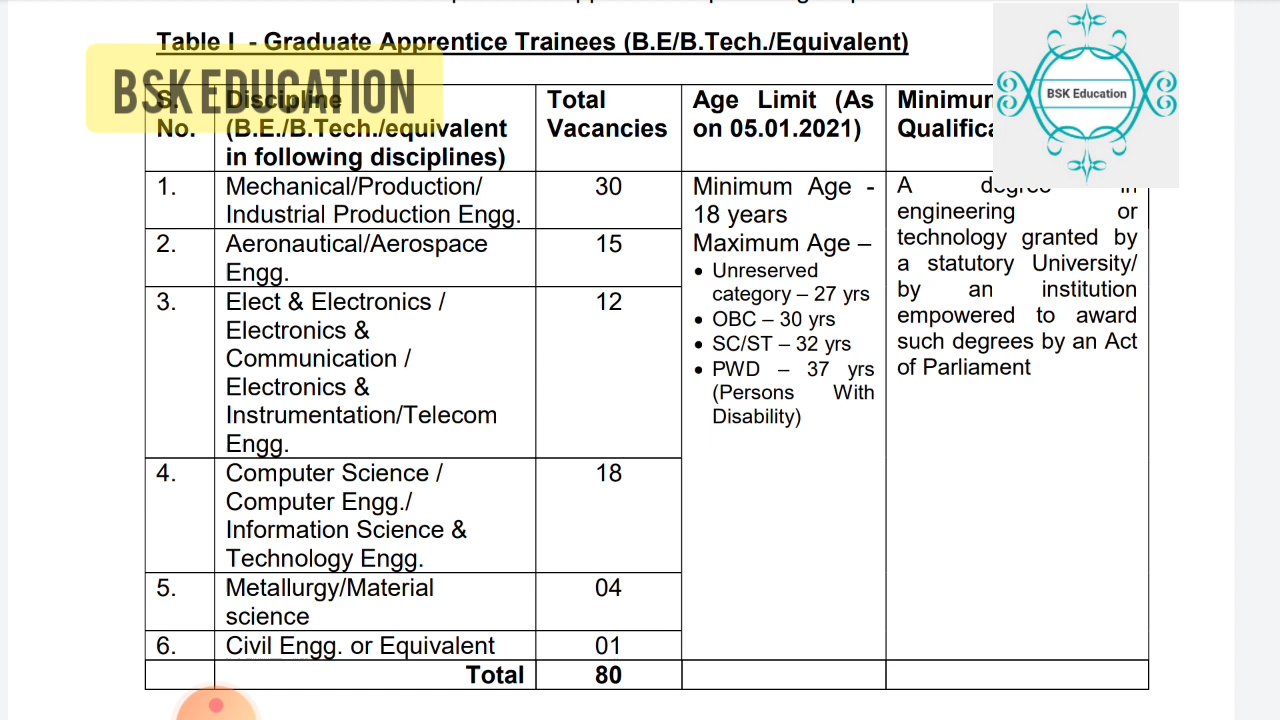 Table I - Graduate Apprentice Trainees (B.E/B.Tech./Equivalent)
BSK EDUCATION
BSK Education
S. No.
Discipline
(B.E./B.Tech./equivalent
in following disciplines)
Total
Vacancies
Age Limit (As
on 05.01.2021)
Minimum
1.
Mechanical/Production/
Industrial Production Engg.
30
Minimum Age -
18 years
Maximum Age –
• Unreserved
category – 27 yrs
• OBC – 30 yrs
• SC/ST – 32 yrs
• PWD – 37 yrs
(Persons With
Disability)
A degree in
engineering or
technology granted by
a statutory University/
by an institution
empowered to award
such degrees by an Act
of Parliament
2.
Aeronautical/Aerospace
Engg.
15
3.
Elect & Electronics /
Electronics &
Communication /
Electronics &
Instrumentation/Telecom
Engg.
12
4.
Computer Science /
Computer Engg./
Information Science &
Technology Engg.
18
5.
Metallurgy/Material
science
04
6.
Civil Engg. or Equivalent
01
Total
80